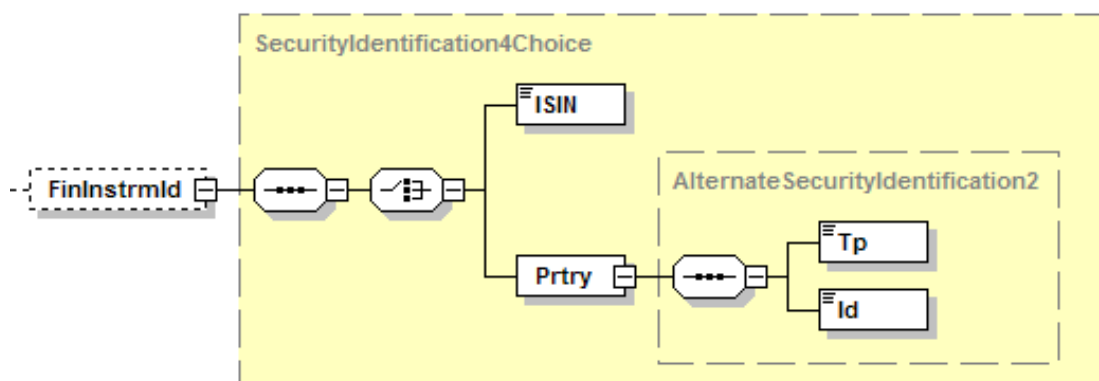 SecurityIdentification4Choice
ISIN
FinInstrmId
AlternateSecurityIdentification2
Tp
Prtry
Id